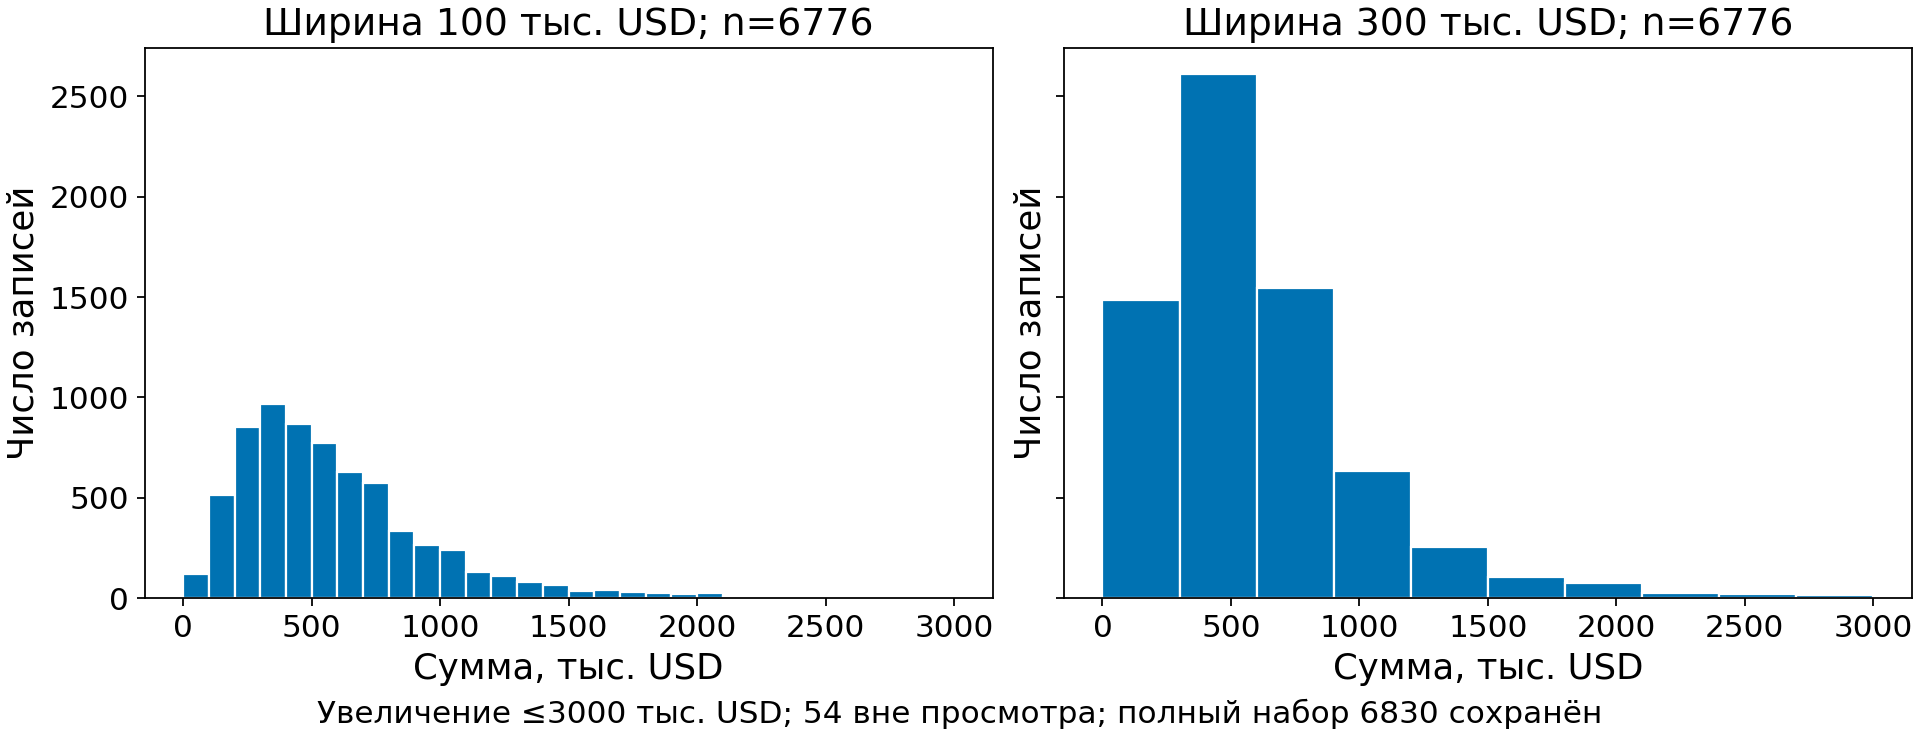 Ширина 100 тыс. USD; n=6776
Число записей
2500
2000
1500
1000
500
0
0 500 1000 1500 2000 2500 3000
Сумма, тыс. USD
Ширина 300 тыс. USD; n=6776
Число записей
0 500 1000 1500 2000 2500 3000
Сумма, тыс. USD
Увеличение ≤3000 тыс. USD; 54 вне просмотра; полный набор 6830 сохранён